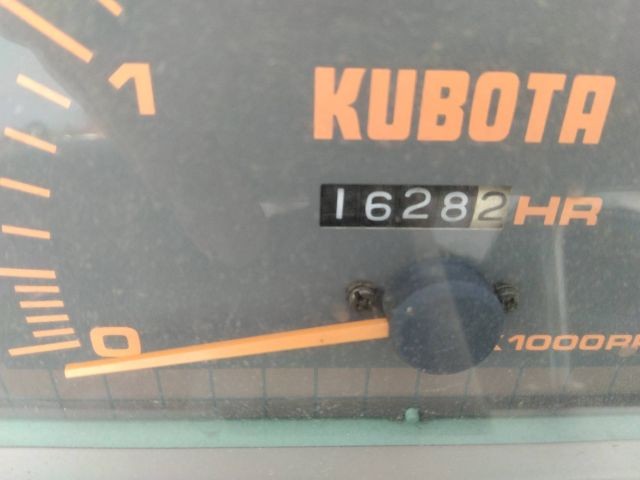 1
KUBOTA
16282 HR
0
X1000RP